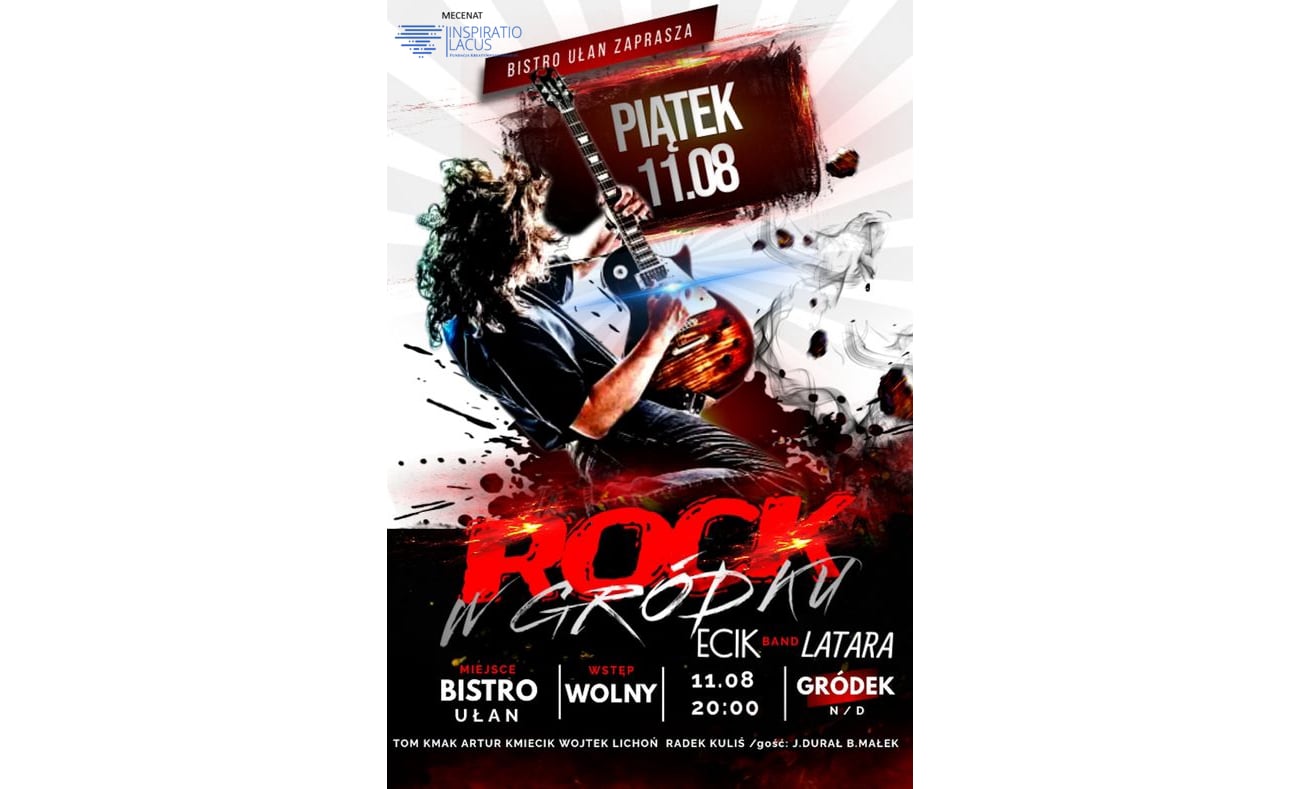 MECENAT
INSPIRATIO
LACUS
BISTRO UŁAN ZAPRASZA
PIĄTEK
11.08
ROCK
W GRÓDKU
ECIK BAND LATARA
MIEJSCE
BISTRO
UŁAN
WSTĘP
WOLNY
11.08
20:00
GRÓDEK
N/D
TOM KMAK ARTUR KMIECIK WOJTEK LICHOŃ RADEK KULIŚ /gość: J.DURAŁ B.MAŁEK